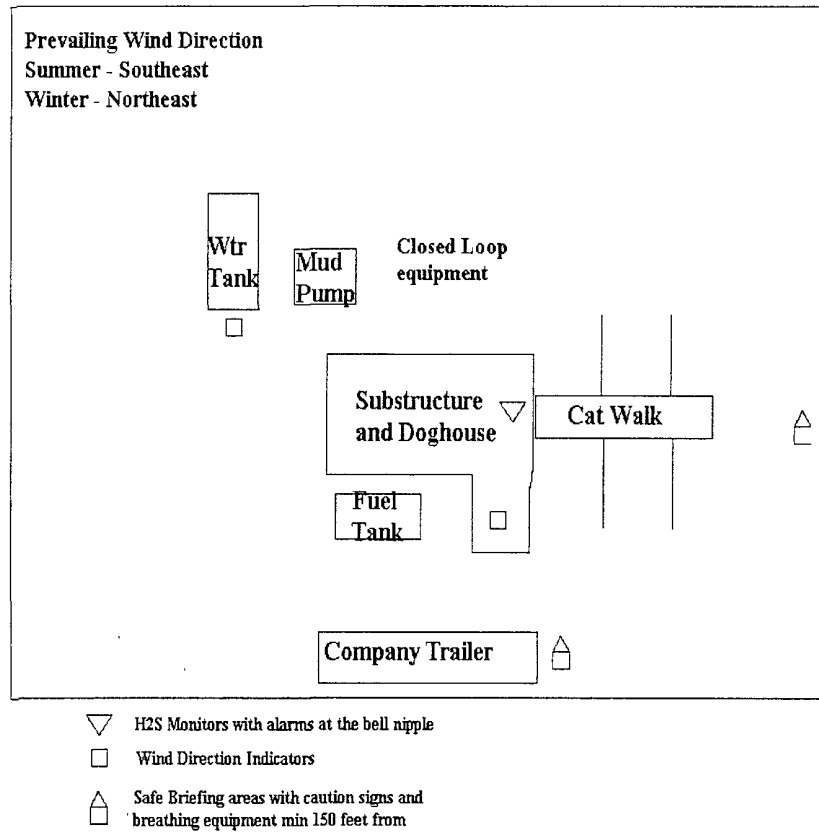 Prevailing Wind Direction
Summer - Southeast
Winter - Northeast
Wtr
Tank
Mud
Pump
Closed Loop
equipment
Substructure
and Doghouse
Cat Walk
Fuel
Tank
Company Trailer
H2S Monitors with alarms at the bell nipple
Wind Direction Indicators
Safe Briefing areas with caution signs and
breathing equipment min 150 feet from